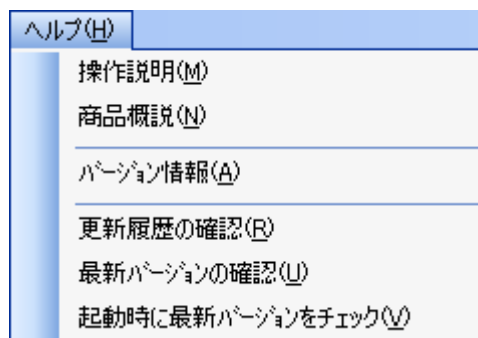 ヘルプ(H)
操作説明(M)
商品概説(N)
バージョン情報(A)
更新履歴の確認(R)
最新バージョンの確認(U)
起動時に最新バージョンをチェック(V)